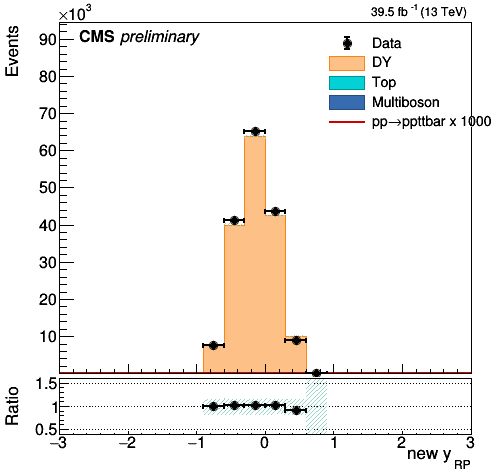 ×10³
39.5 fb⁻¹ (13 TeV)
Events
CMS preliminary
Data
DY
Top
Multiboson
pp→ppttbar x 1000
90
80
70
60
50
40
30
20
10
Ratio
1.5
1
0.5
−3 −2 −1 0 1 2 3
new y RP